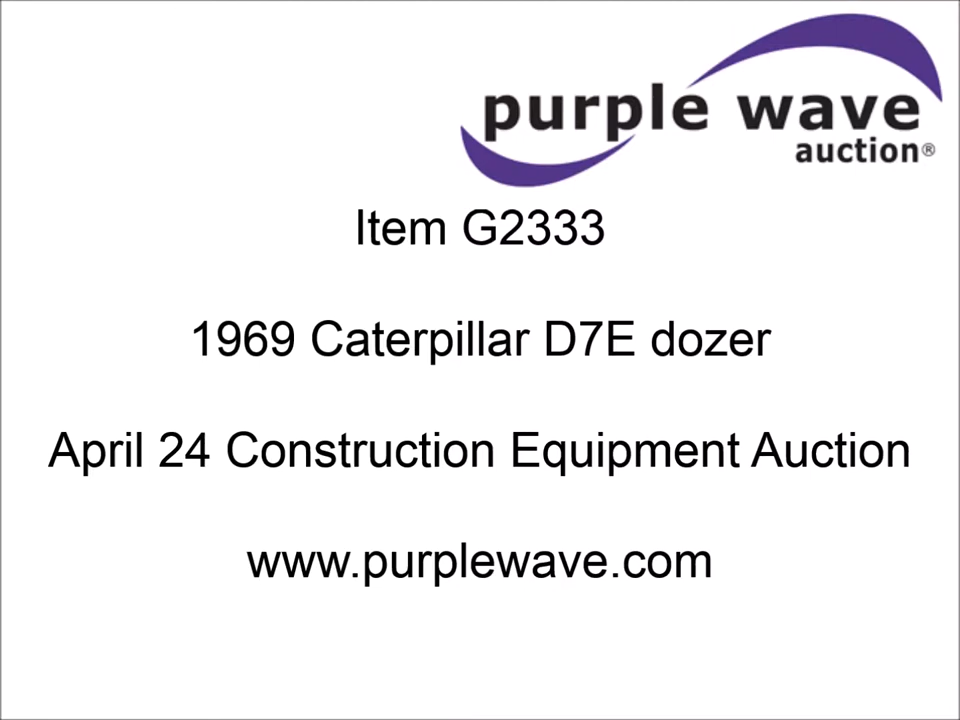 purple wave
auction®
Item G2333
1969 Caterpillar D7E dozer
April 24 Construction Equipment Auction
www.purplewave.com